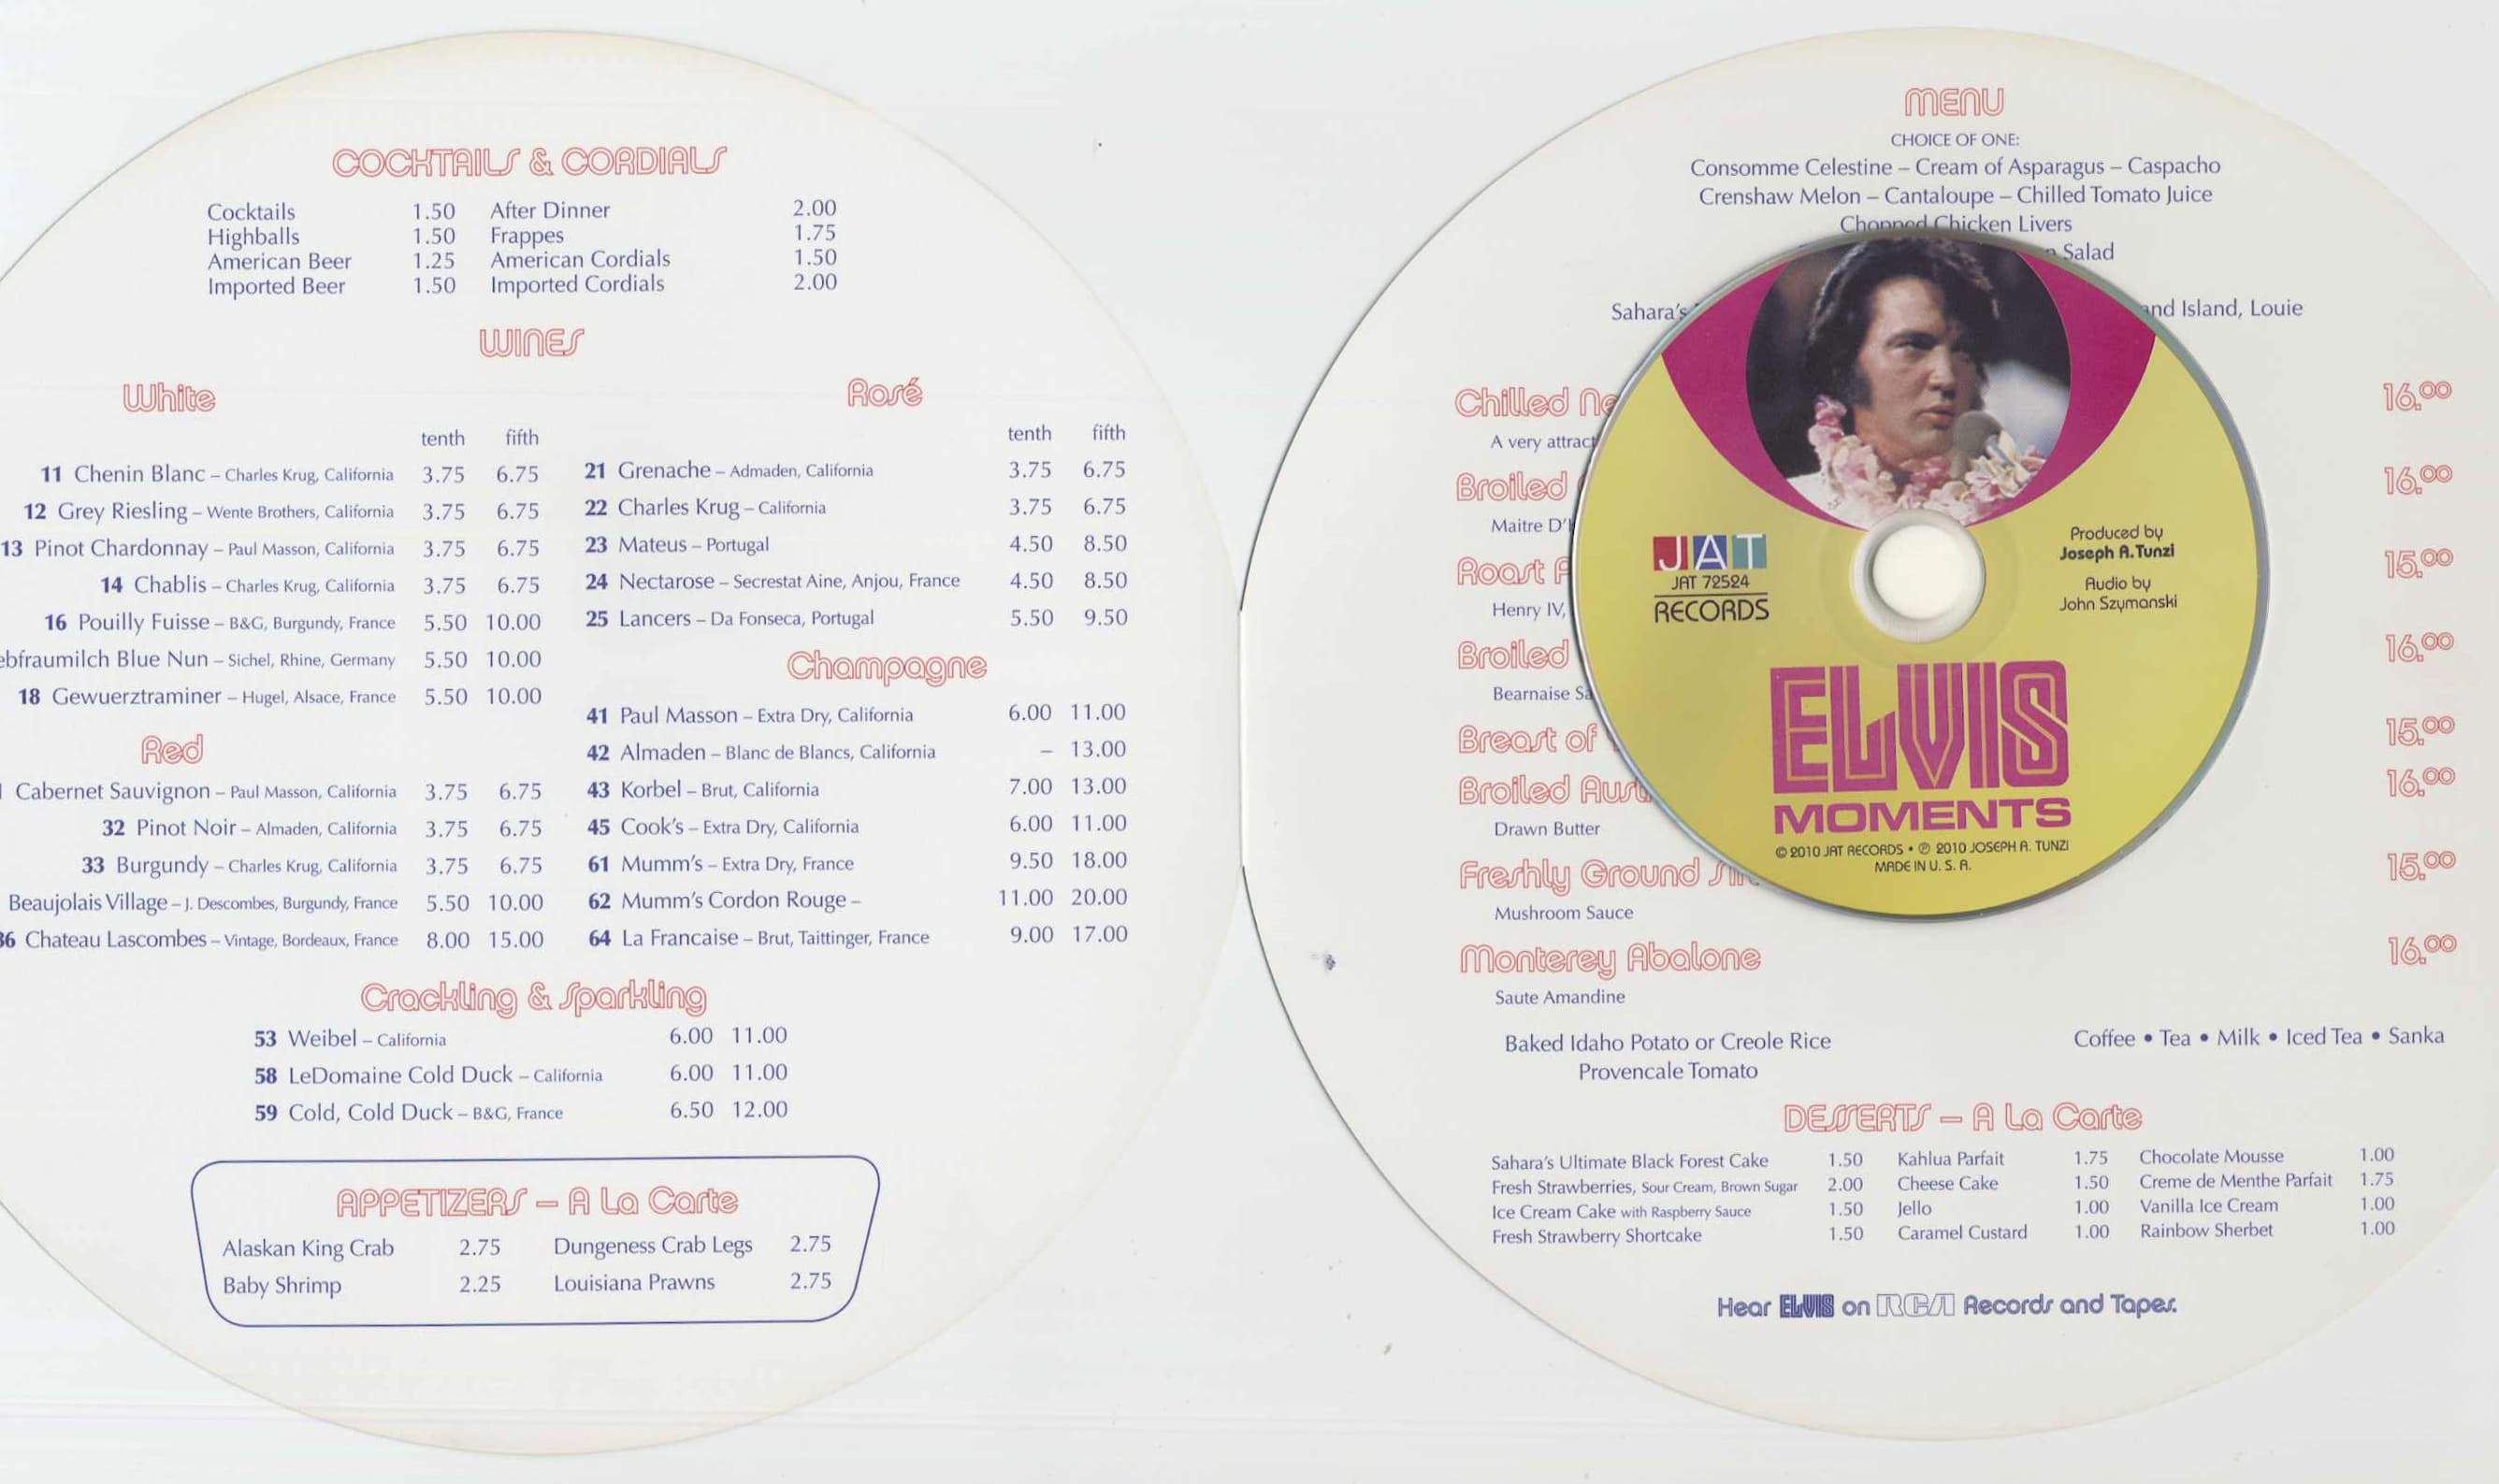 COCKTAILS & CORDIALS
Cocktails 1.50 After Dinner 2.00
Highballs 1.50 Frappes 1.75
American Beer 1.25 American Cordials 1.50
Imported Beer 1.50 Imported Cordials 2.00
WINES
White
tenth fifth
11 Chenin Blanc – Charles Krug, California 3.75 6.75
12 Grey Riesling – Wente Brothers, California 3.75 6.75
13 Pinot Chardonnay – Paul Masson, California 3.75 6.75
14 Chablis – Charles Krug, California 3.75 6.75
16 Pouilly Fuisse – B&G, Burgundy, France 5.50 10.00
ebfraumilch Blue Nun – Sichel, Rhine, Germany 5.50 10.00
18 Gewuerztraminer – Hugel, Alsace, France 5.50 10.00
Red
Cabernet Sauvignon – Paul Masson, California 3.75 6.75
32 Pinot Noir – Almaden, California 3.75 6.75
33 Burgundy – Charles Krug, California 3.75 6.75
Beaujolais Village – J. Descombes, Burgundy, France 5.50 10.00
36 Chateau Lascombes – Vintage, Bordeaux, France 8.00 15.00
Rosé
tenth fifth
21 Grenache – Admaden, California 3.75 6.75
22 Charles Krug – California 3.75 6.75
23 Mateus – Portugal 4.50 8.50
24 Nectarose – Secrestat Aine, Anjou, France 4.50 8.50
25 Lancers – Da Fonseca, Portugal 5.50 9.50
Champagne
41 Paul Masson – Extra Dry, California 6.00 11.00
42 Almaden – Blanc de Blancs, California – 13.00
43 Korbel – Brut, California 7.00 13.00
45 Cook's – Extra Dry, California 6.00 11.00
61 Mumm's – Extra Dry, France 9.50 18.00
62 Mumm's Cordon Rouge – 11.00 20.00
64 La Francaise – Brut, Taittinger, France 9.00 17.00
Crackling & Sparkling
53 Weibel – California 6.00 11.00
58 LeDomaine Cold Duck – California 6.00 11.00
59 Cold, Cold Duck – B&G, France 6.50 12.00
APPETIZERS – A La Carte
Alaskan King Crab 2.75 Dungeness Crab Legs 2.75
Baby Shrimp 2.25 Louisiana Prawns 2.75
MENU
CHOICE OF ONE:
Consomme Celestine – Cream of Asparagus – Caspacho
Crenshaw Melon – Cantaloupe – Chilled Tomato Juice
Chopped Chicken Livers
Salad
Sahara's and Island, Louie
Chilled 16.00
A very attract
Broiled 16.00
Maitre D'
Roast 15.00
Henry IV,
Broiled 16.00
Bearnaise Sa
Breast of 15.00
Broiled Aust 16.00
Drawn Butter
Freshly Ground 15.00
Mushroom Sauce
Monterey Abalone 16.00
Saute Amandine
Baked Idaho Potato or Creole Rice
Provencale Tomato
Coffee • Tea • Milk • Iced Tea • Sanka
DESSERTS – A La Carte
Sahara's Ultimate Black Forest Cake 1.50 Kahlua Parfait 1.75 Chocolate Mousse 1.00
Fresh Strawberries, Sour Cream, Brown Sugar 2.00 Cheese Cake 1.50 Creme de Menthe Parfait 1.75
Ice Cream Cake with Raspberry Sauce 1.50 Jello 1.00 Vanilla Ice Cream 1.00
Fresh Strawberry Shortcake 1.50 Caramel Custard 1.00 Rainbow Sherbet 1.00
Hear ELVIS on RCA Records and Tapes.
JAT
JAT 72524
RECORDS
Produced by
Joseph A. Tunzi
Audio by
John Szymanski
ELVIS
MOMENTS
© 2010 JAT RECORDS • ℗ 2010 JOSEPH A. TUNZI
MADE IN U. S. A.